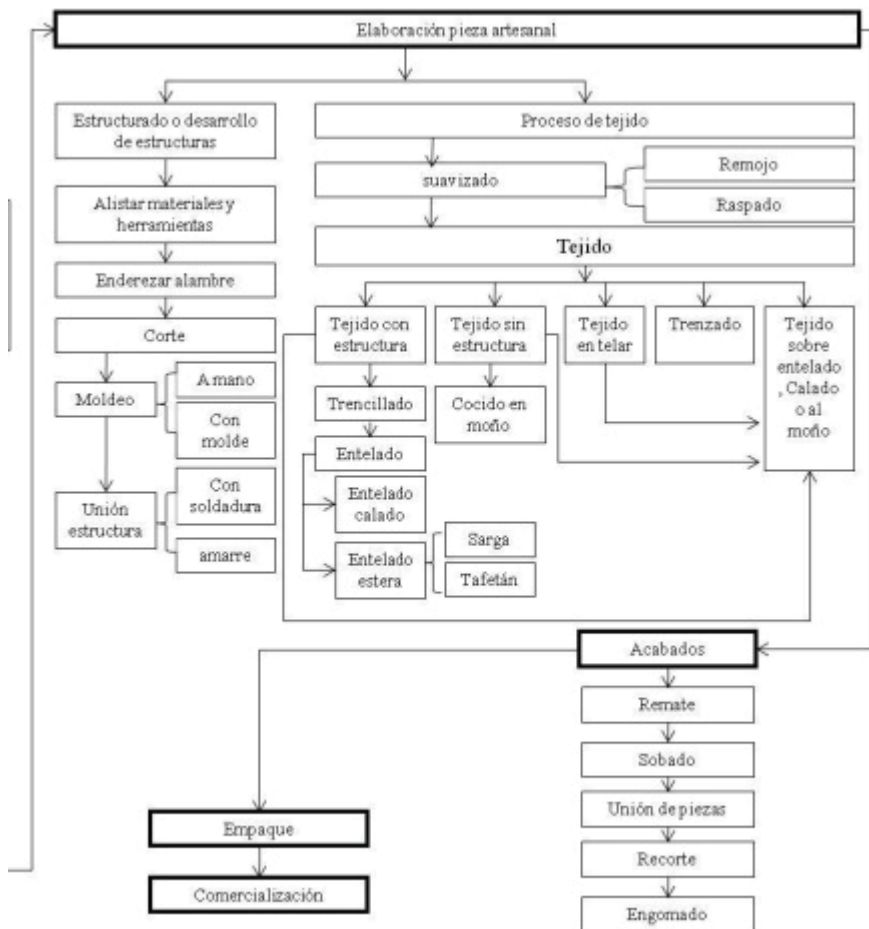 Elaboración pieza artesanal
Estructurado o desarrollo
de estructuras
Proceso de tejido
suavizado
Remojo
Raspado
Alistar materiales y
herramientas
Tejido
Enderezar alambre
Corte
Tejido con
estructura
Tejido sin
estructura
Tejido
en telar
Trenzado
Tejido
sobre
entelado
, Calado
o al
moño
Moldeo
A mano
Con
molde
Trencillado
Cocido en
moño
Entelado
Unión
estructura
Con
soldadura
amarre
Entelado
calado
Entelado
estera
Sarga
Tafetán
Acabados
Remate
Sobado
Unión de piezas
Recorte
Engomado
Empaque
Comercialización